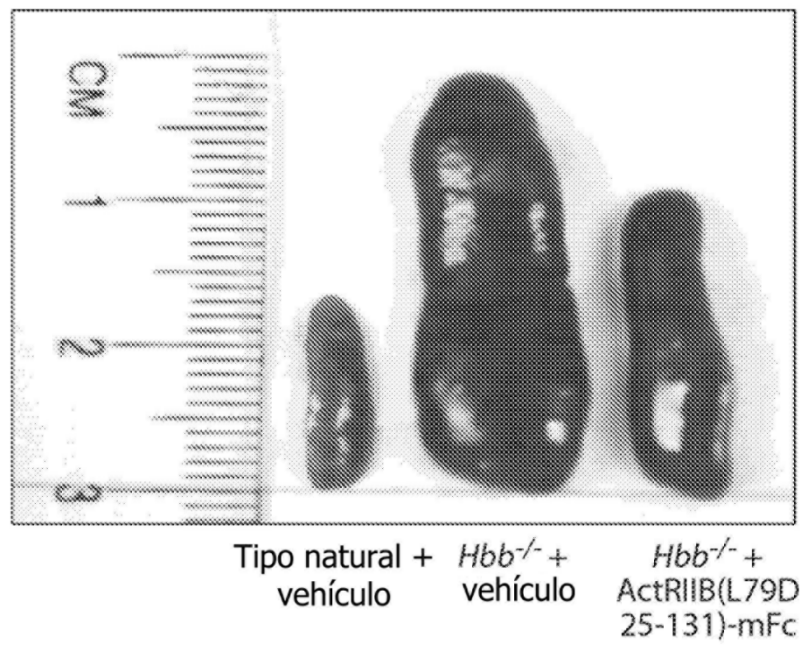 CM
1
2
3
Tipo natural + vehículo
Hbb-/- + vehículo
Hbb-/- + ActRIIB(L79D 25-131)-mFc